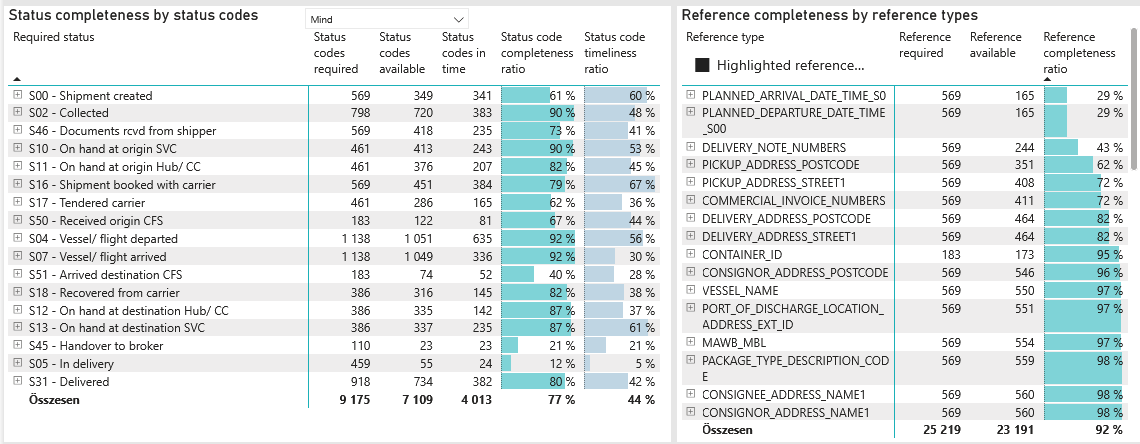 Status completeness by status codes
Mind
Required status Status codes required Status codes available Status codes in time Status code completeness ratio Status code timeliness ratio
S00 - Shipment created 569 349 341 61 % 60 %
S02 - Collected 798 720 383 90 % 48 %
S46 - Documents rcvd from shipper 569 418 235 73 % 41 %
S10 - On hand at origin SVC 461 413 243 90 % 53 %
S11 - On hand at origin Hub/ CC 461 376 207 82 % 45 %
S16 - Shipment booked with carrier 569 451 384 79 % 67 %
S17 - Tendered carrier 461 286 165 62 % 36 %
S50 - Received origin CFS 183 122 81 67 % 44 %
S04 - Vessel/ flight departed 1 138 1 051 635 92 % 56 %
S07 - Vessel/ flight arrived 1 138 1 049 336 92 % 30 %
S51 - Arrived destination CFS 183 74 52 40 % 28 %
S18 - Recovered from carrier 386 316 145 82 % 38 %
S12 - On hand at destination Hub/ CC 386 335 142 87 % 37 %
S13 - On hand at destination SVC 386 337 235 87 % 61 %
S45 - Handover to broker 110 23 23 21 % 21 %
S05 - In delivery 459 55 24 12 % 5 %
S31 - Delivered 918 734 382 80 % 42 %
Összesen 9 175 7 109 4 013 77 % 44 %
Reference completeness by reference types
Reference type Reference required Reference available Reference completeness ratio
Highlighted reference...
PLANNED_ARRIVAL_DATE_TIME_S0 569 165 29 %
PLANNED_DEPARTURE_DATE_TIME 569 165 29 %
_S00
DELIVERY_NOTE_NUMBERS 569 244 43 %
PICKUP_ADDRESS_POSTCODE 569 351 62 %
PICKUP_ADDRESS_STREET1 569 408 72 %
COMMERCIAL_INVOICE_NUMBERS 569 411 72 %
DELIVERY_ADDRESS_POSTCODE 569 464 82 %
DELIVERY_ADDRESS_STREET1 569 464 82 %
CONTAINER_ID 183 173 95 %
CONSIGNOR_ADDRESS_POSTCODE 569 546 96 %
VESSEL_NAME 569 550 97 %
PORT_OF_DISCHARGE_LOCATION_ 569 551 97 %
ADDRESS_EXT_ID
MAWB_MBL 569 554 97 %
PACKAGE_TYPE_DESCRIPTION_COD 569 559 98 %
E
CONSIGNEE_ADDRESS_NAME1 569 560 98 %
CONSIGNOR_ADDRESS_NAME1 569 560 98 %
Összesen 25 219 23 191 92 %